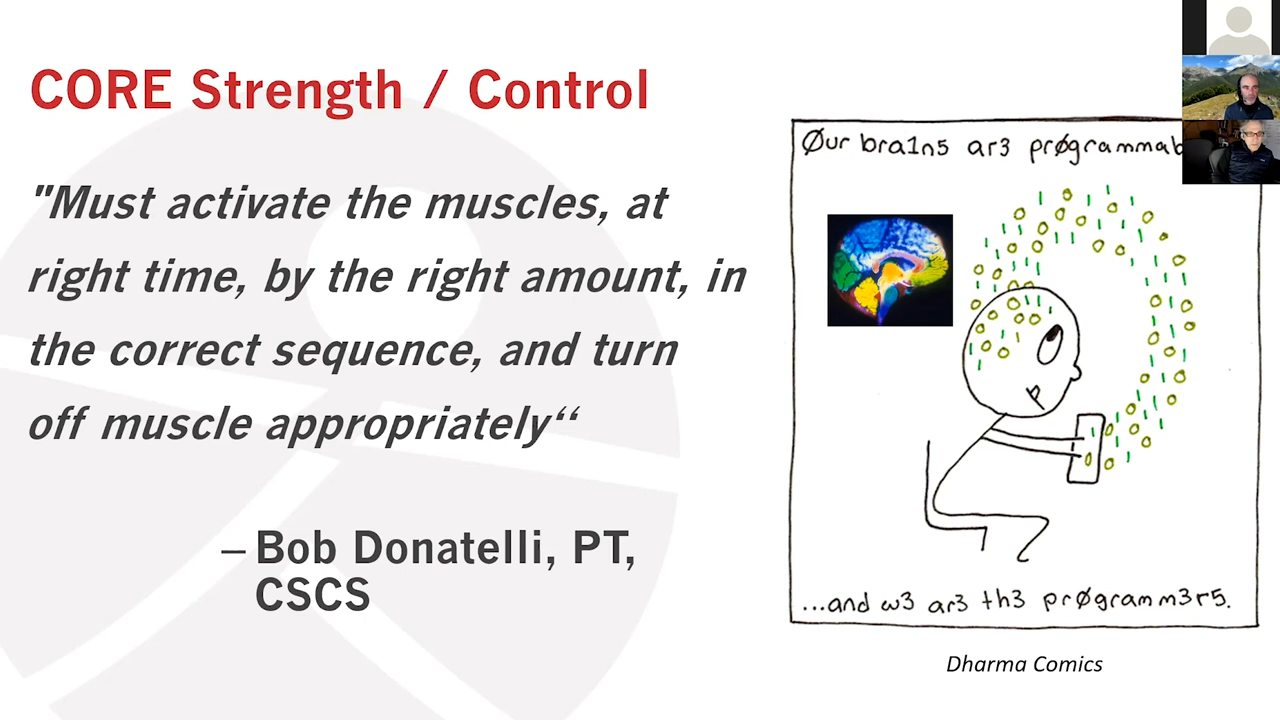 CORE Strength / Control
"Must activate the muscles, at
right time, by the right amount, in
the correct sequence, and turn
off muscle appropriately“
– Bob Donatelli, PT,
CSCS
Øur bra1n5 ar3 prøgrammab
...and w3 ar3 th3 prøgramm3r5.
Dharma Comics